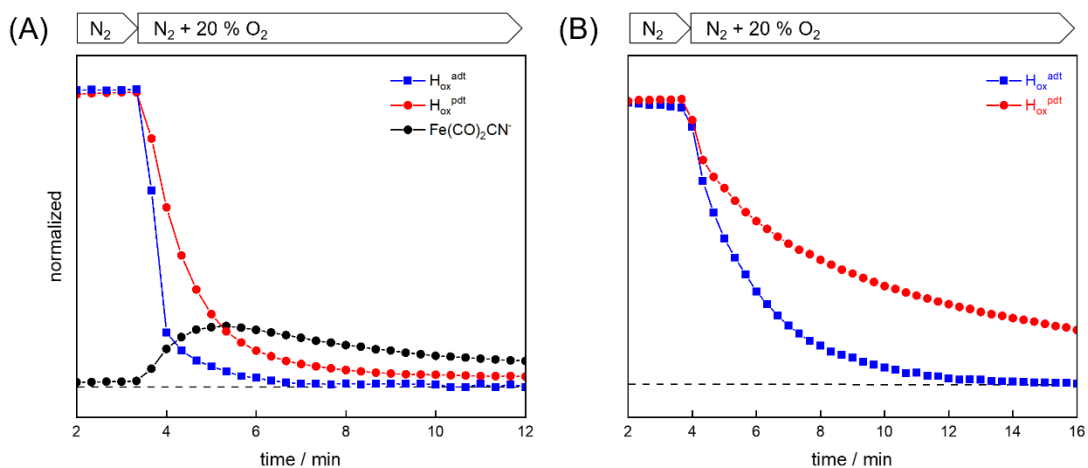 (A)
N₂
N₂ + 20 % O₂
Hₒₓᵃᵈᵗ
Hₒₓᵖᵈᵗ
Fe(CO)₂CN⁻
normalized
2 4 6 8 10 12
time / min
(B)
N₂
N₂ + 20 % O₂
Hₒₓᵃᵈᵗ
Hₒₓᵖᵈᵗ
2 4 6 8 10 12 14 16
time / min